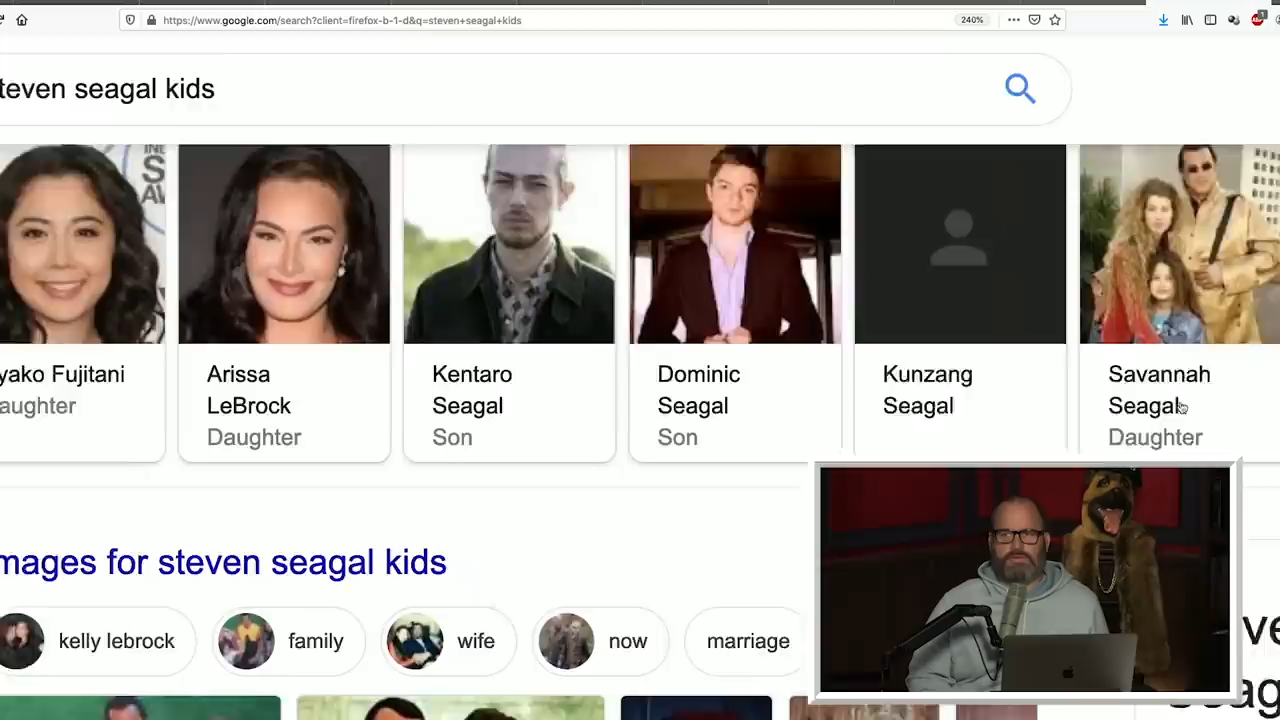 https://www.google.com/search?client=firefox-b-1-d&q=steven+seagal+kids
240%
teven seagal kids
yako Fujitani
aughter
Arissa
LeBrock
Daughter
Kentaro
Seagal
Son
Dominic
Seagal
Son
Kunzang
Seagal
Savannah
Seagal
Daughter
mages for steven seagal kids
kelly lebrock
family
wife
now
marriage